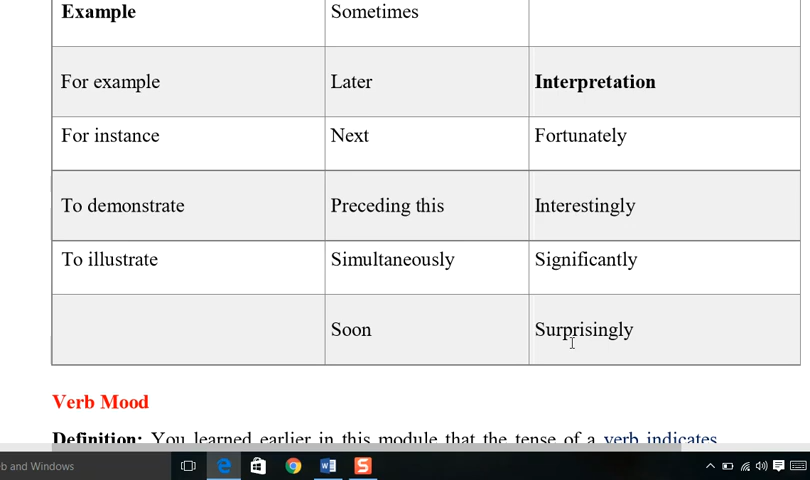 Example Sometimes
For example Later Interpretation
For instance Next Fortunately
To demonstrate Preceding this Interestingly
To illustrate Simultaneously Significantly
Soon Surprisingly
Verb Mood
Definition: You learned earlier in this module that the tense of a verb indicates
eb and Windows